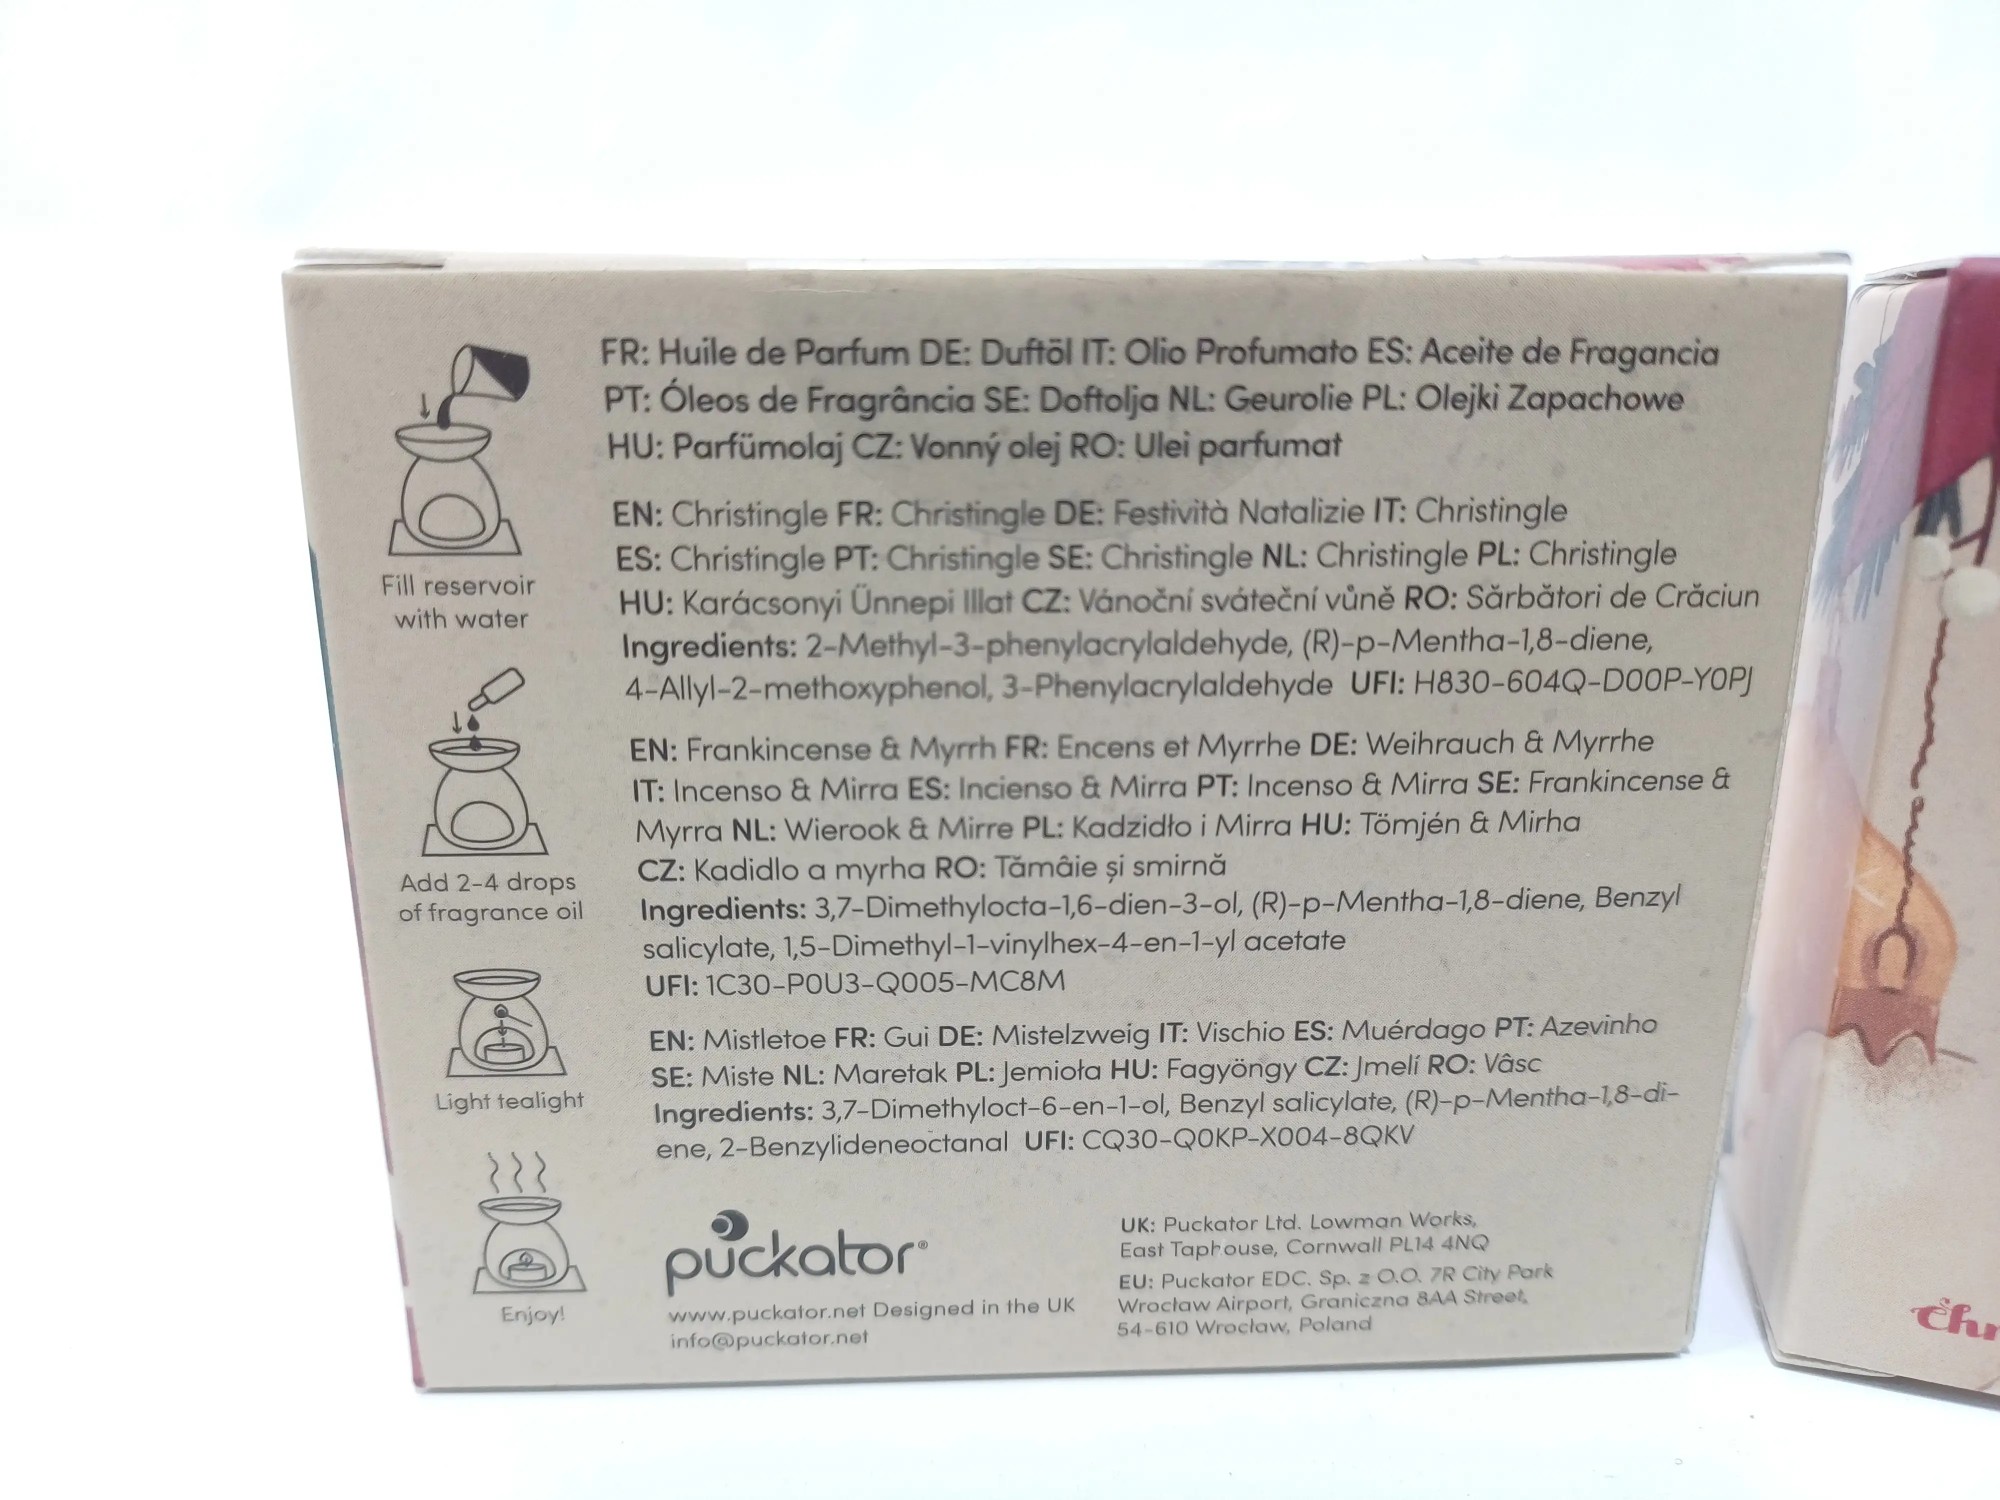 FR: Huile de Parfum DE: Duftöl IT: Olio Profumato ES: Aceite de Fragancia
PT: Óleos de Fragrância SE: Doftolja NL: Geurolie PL: Olejki Zapachowe
HU: Parfümolaj CZ: Vonný olej RO: Ulei parfumat
EN: Christingle FR: Christingle DE: Festività Natalizie IT: Christingle
ES: Christingle PT: Christingle SE: Christingle NL: Christingle PL: Christingle
HU: Karácsonyi Ünnepi Illat CZ: Vánoční sváteční vůně RO: Sărbători de Crăciun
Ingredients: 2-Methyl-3-phenylacrylaldehyde, (R)-p-Mentha-1,8-diene,
4-Allyl-2-methoxyphenol, 3-Phenylacrylaldehyde UFI: H830-604Q-D00P-Y0PJ
EN: Frankincense & Myrrh FR: Encens et Myrrhe DE: Weihrauch & Myrrhe
IT: Incenso & Mirra ES: Incienso & Mirra PT: Incenso & Mirra SE: Frankincense &
Myrra NL: Wierook & Mirre PL: Kadzidło i Mirra HU: Tömjén & Mirha
CZ: Kadidlo a myrha RO: Tămâie și smirnă
Ingredients: 3,7-Dimethylocta-1,6-dien-3-ol, (R)-p-Mentha-1,8-diene, Benzyl
salicylate, 1,5-Dimethyl-1-vinylhex-4-en-1-yl acetate
UFI: 1C30-P0U3-Q005-MC8M
EN: Mistletoe FR: Gui DE: Mistelzweig IT: Vischio ES: Muérdago PT: Azevinho
SE: Miste NL: Maretak PL: Jemioła HU: Fagyöngy CZ: Jmelí RO: Vâsc
Ingredients: 3,7-Dimethyloct-6-en-1-ol, Benzyl salicylate, (R)-p-Mentha-1,8-di-
ene, 2-Benzylideneoctanal UFI: CQ30-Q0KP-X004-8QKV
Fill reservoir
with water
Add 2-4 drops
of fragrance oil
Light tealight
Enjoy!
puckator®
www.puckator.net Designed in the UK
info@puckator.net
UK: Puckator Ltd. Lowman Works,
East Taphouse, Cornwall PL14 4NQ
EU: Puckator EDC. Sp. z O.O. 7R City Park
Wrocław Airport, Graniczna 8AA Street,
54-610 Wrocław, Poland
Chr